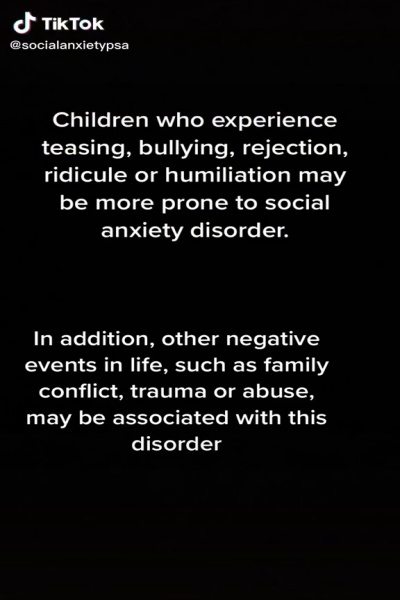 TikTok
@socialanxietypsa
Children who experience
teasing, bullying, rejection,
ridicule or humiliation may
be more prone to social
anxiety disorder.
In addition, other negative
events in life, such as family
conflict, trauma or abuse,
may be associated with this
disorder